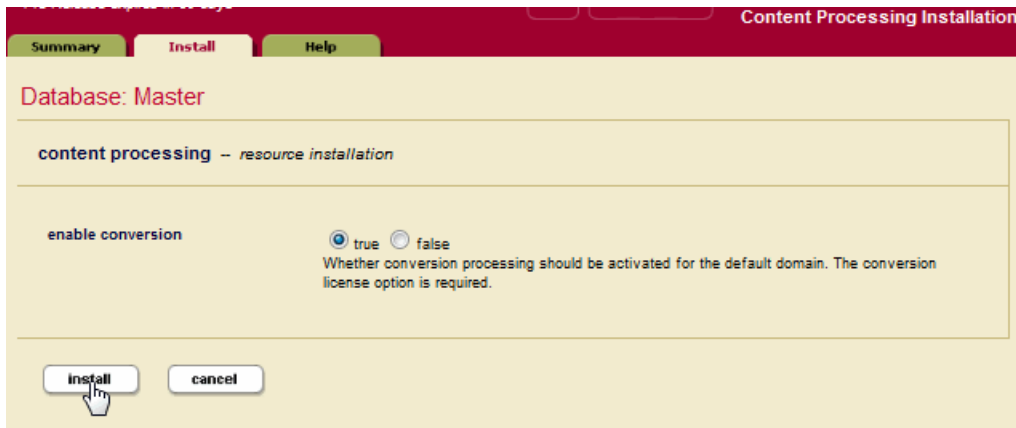 Content Processing Installation
Summary Install Help
Database: Master
content processing -- resource installation
enable conversion
true false
Whether conversion processing should be activated for the default domain. The conversion
license option is required.
install cancel